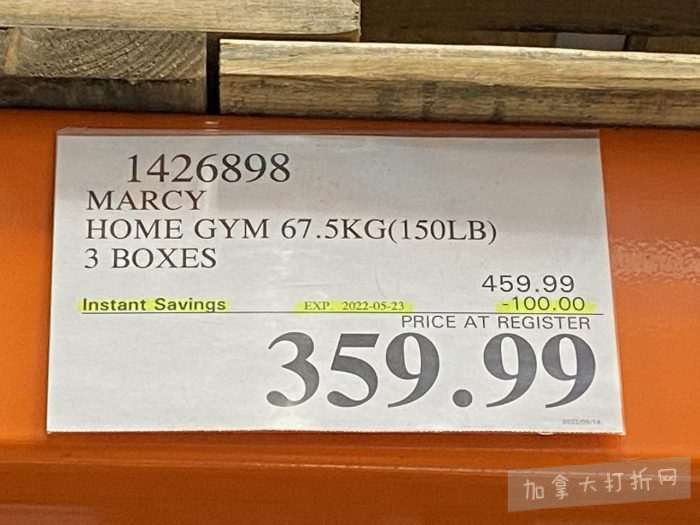 1426898
MARCY
HOME GYM 67.5KG(150LB)
3 BOXES
459.99
Instant Savings EXP. 2022-05-23 -100.00
PRICE AT REGISTER
359.99
加拿大打折网